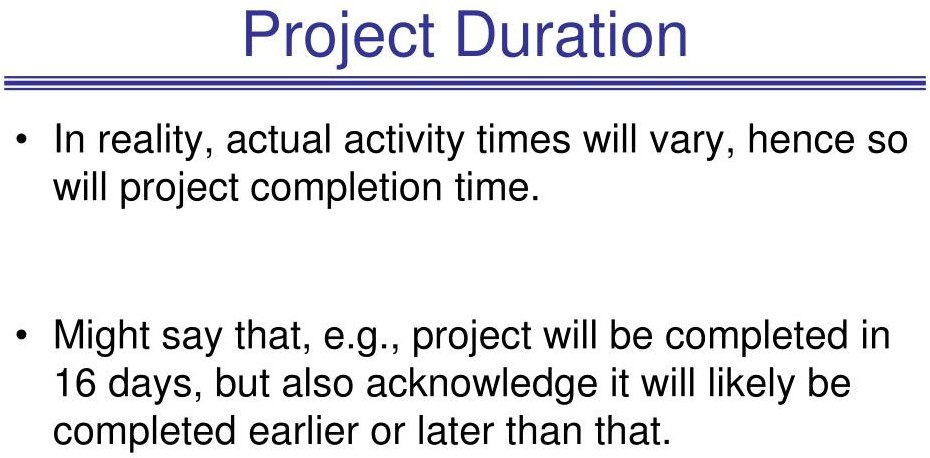 Project Duration
• In reality, actual activity times will vary, hence so
will project completion time.
• Might say that, e.g., project will be completed in
16 days, but also acknowledge it will likely be
completed earlier or later than that.